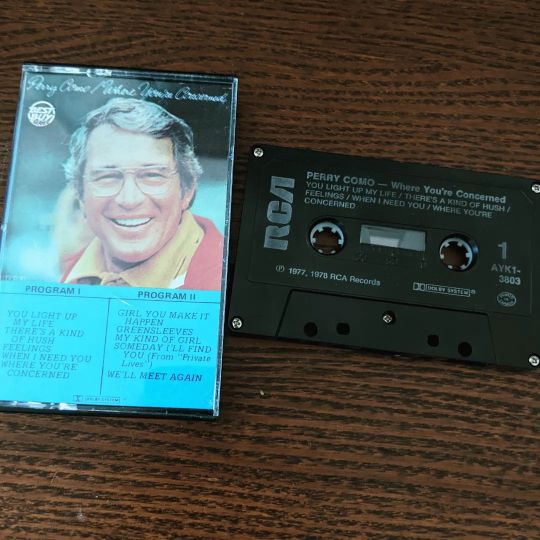 Perry Como / Where You're Concerned
BEST
BUY
SERIES
PROGRAM I
YOU LIGHT UP
MY LIFE
THERE'S A KIND
OF HUSH
FEELINGS
WHEN I NEED YOU
WHERE YOU'RE
CONCERNED
PROGRAM II
GIRL YOU MAKE IT
HAPPEN
GREENSLEEVES
MY KIND OF GIRL
SOMEDAY I'LL FIND
YOU (From "Private
Lives")
WE'LL MEET AGAIN
DOLBY SYSTEM
RCA
PERRY COMO — Where You're Concerned
YOU LIGHT UP MY LIFE / THERE'S A KIND OF HUSH /
FEELINGS / WHEN I NEED YOU / WHERE YOU'RE
CONCERNED
1
AYK1-
3803
℗ 1977, 1978 RCA Records
DOLBY SYSTEM